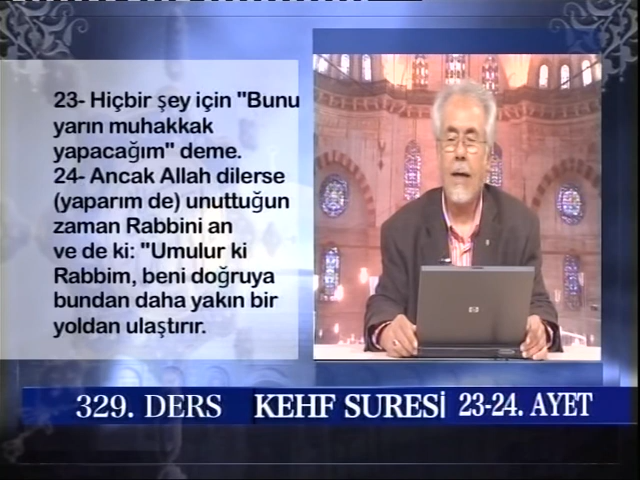 23- Hiçbir şey için "Bunu
yarın muhakkak
yapacağım" deme.
24- Ancak Allah dilerse
(yaparım de) unuttuğun
zaman Rabbini an
ve de ki: "Umulur ki
Rabbim, beni doğruya
bundan daha yakın bir
yoldan ulaştırır.
hp
329. DERS KEHF SURESİ 23-24. AYET